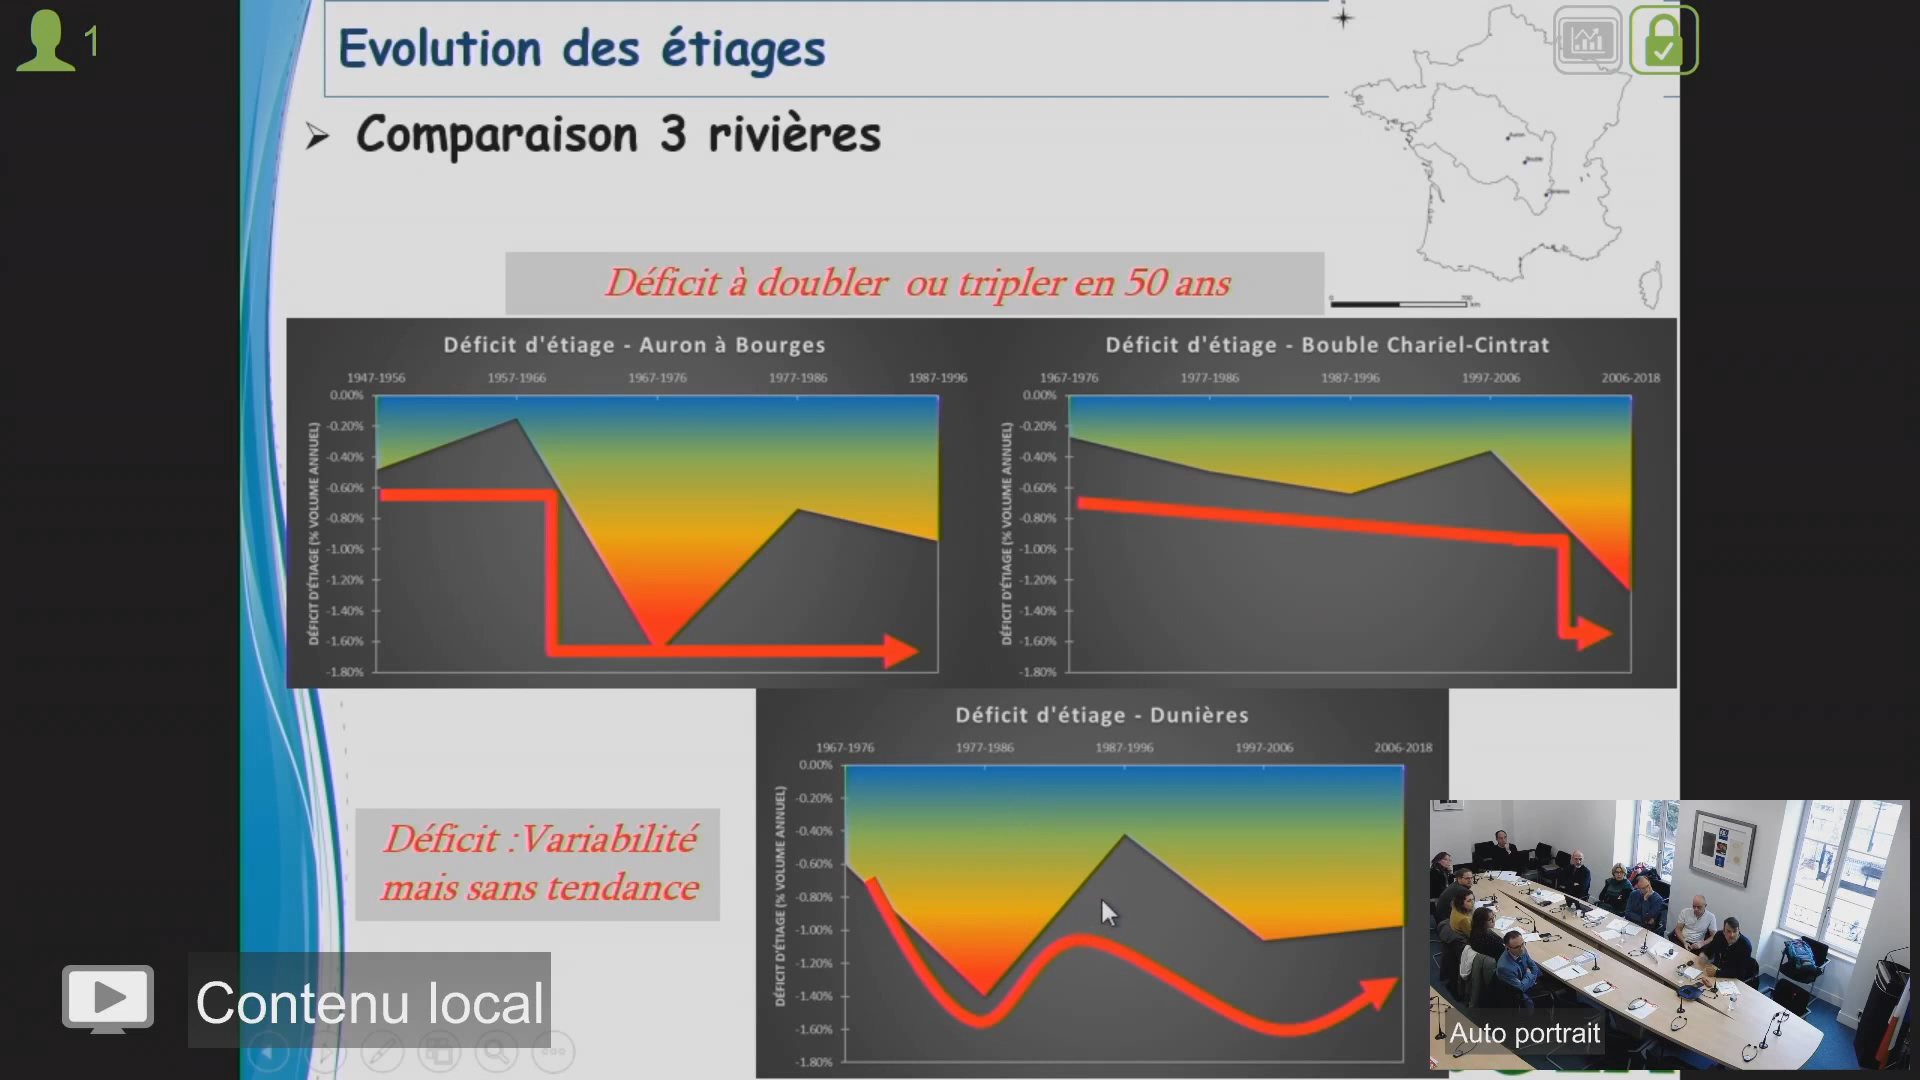 1
Evolution des étiages
Comparaison 3 rivières
Auron
Bouble
0
700
km
Déficit à doubler ou tripler en 50 ans
Déficit d'étiage - Auron à Bourges
1947-1956 1957-1966 1967-1976 1977-1986 1987-1996
DÉFICIT D'ÉTIAGE (% VOLUME ANNUEL)
0.00%
-0.20%
-0.40%
-0.60%
-0.80%
-1.00%
-1.20%
-1.40%
-1.60%
-1.80%
Déficit d'étiage - Bouble Chariel-Cintrat
1967-1976 1977-1986 1987-1996 1997-2006 2006-2018
DÉFICIT D'ÉTIAGE (% VOLUME ANNUEL)
0.00%
-0.20%
-0.40%
-0.60%
-0.80%
-1.00%
-1.20%
-1.40%
-1.60%
-1.80%
Déficit :Variabilité
mais sans tendance
Déficit d'étiage - Dunières
1967-1976 1977-1986 1987-1996 1997-2006 2006-2018
DÉFICIT D'ÉTIAGE (% VOLUME ANNUEL)
0.00%
-0.20%
-0.40%
-0.60%
-0.80%
-1.00%
-1.20%
-1.40%
-1.60%
-1.80%
Contenu local
Auto portrait